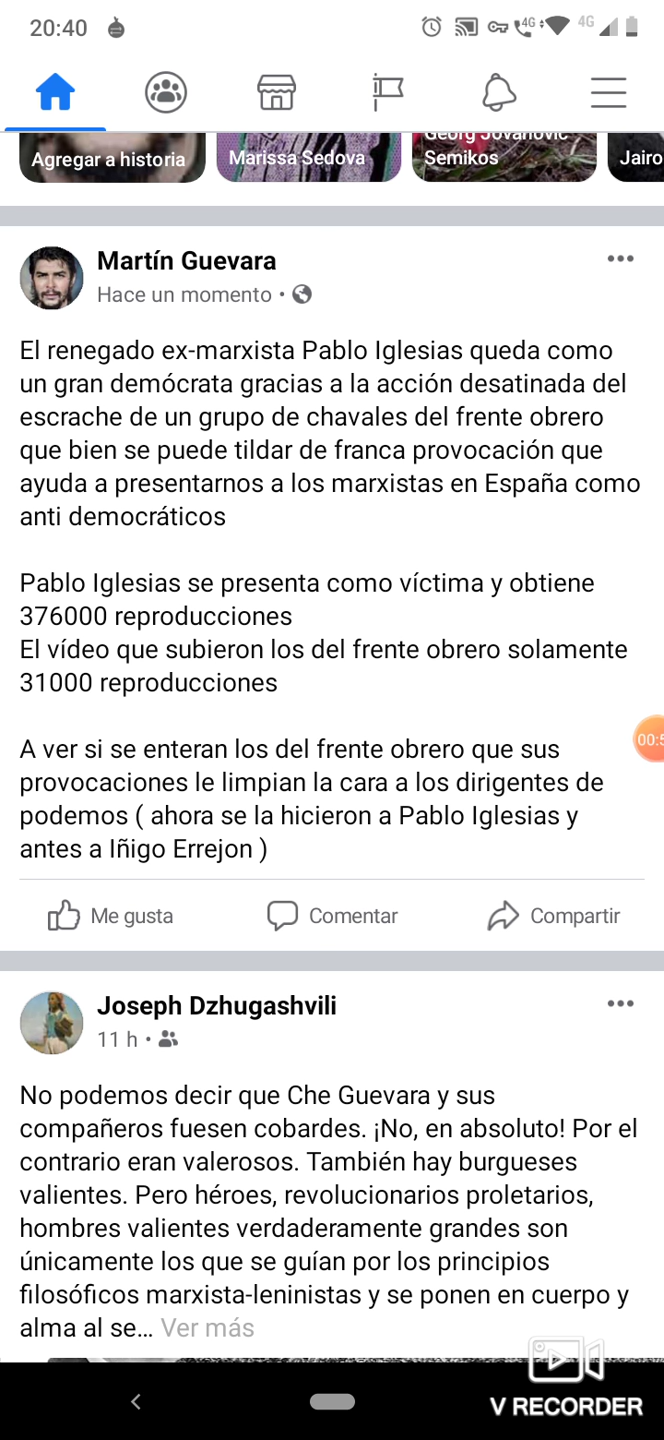 20:40
4G
4G
Agregar a historia
Marissa Sedova
Georg Jovanovic
Semikos
Jairo
Martín Guevara
Hace un momento •
El renegado ex-marxista Pablo Iglesias queda como
un gran demócrata gracias a la acción desatinada del
escrache de un grupo de chavales del frente obrero
que bien se puede tildar de franca provocación que
ayuda a presentarnos a los marxistas en España como
anti democráticos
Pablo Iglesias se presenta como víctima y obtiene
376000 reproducciones
El vídeo que subieron los del frente obrero solamente
31000 reproducciones
A ver si se enteran los del frente obrero que sus
provocaciones le limpian la cara a los dirigentes de
podemos ( ahora se la hicieron a Pablo Iglesias y
antes a Iñigo Errejon )
00:5
Me gusta
Comentar
Compartir
Joseph Dzhugashvili
11 h •
No podemos decir que Che Guevara y sus
compañeros fuesen cobardes. ¡No, en absoluto! Por el
contrario eran valerosos. También hay burgueses
valientes. Pero héroes, revolucionarios proletarios,
hombres valientes verdaderamente grandes son
únicamente los que se guían por los principios
filosóficos marxista-leninistas y se ponen en cuerpo y
alma al se... Ver más
V RECORDER